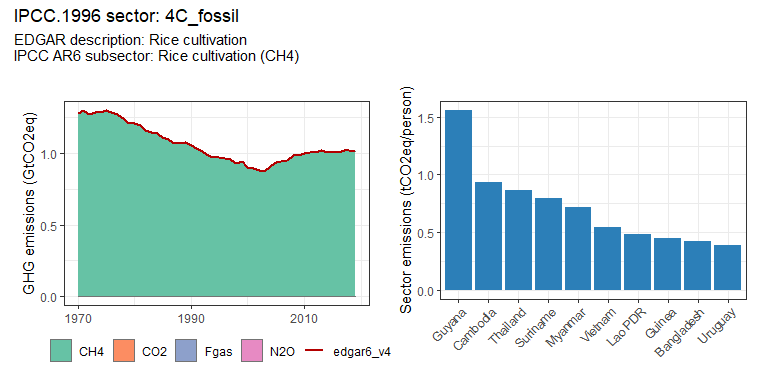 IPCC.1996 sector: 4C_fossil
EDGAR description: Rice cultivation
IPCC AR6 subsector: Rice cultivation (CH4)
GHG emissions (GtCO2eq)
1.0
0.5
0.0
1970 1990 2010
CH4 CO2 Fgas N2O edgar6_v4
Sector emissions (tCO2eq/person)
1.5
1.0
0.5
0.0
Guyana Cambodia Thailand Suriname Myanmar Vietnam Lao PDR Guinea Bangladesh Uruguay